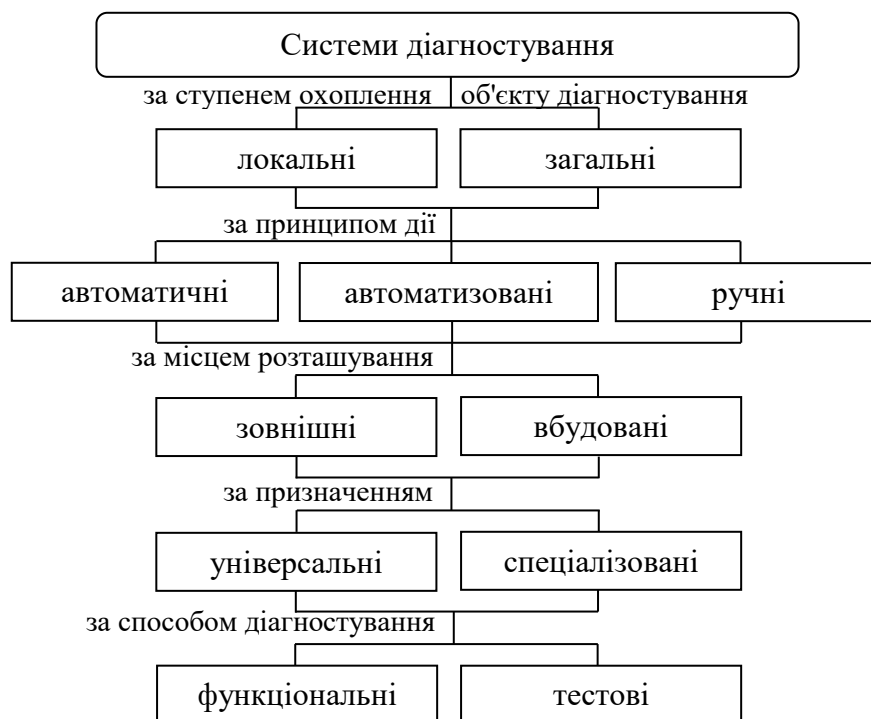 Системи діагностування
за ступенем охоплення об'єкту діагностування
локальні загальні
за принципом дії
автоматичні автоматизовані ручні
за місцем розташування
зовнішні вбудовані
за призначенням
універсальні спеціалізовані
за способом діагностування
функціональні тестові